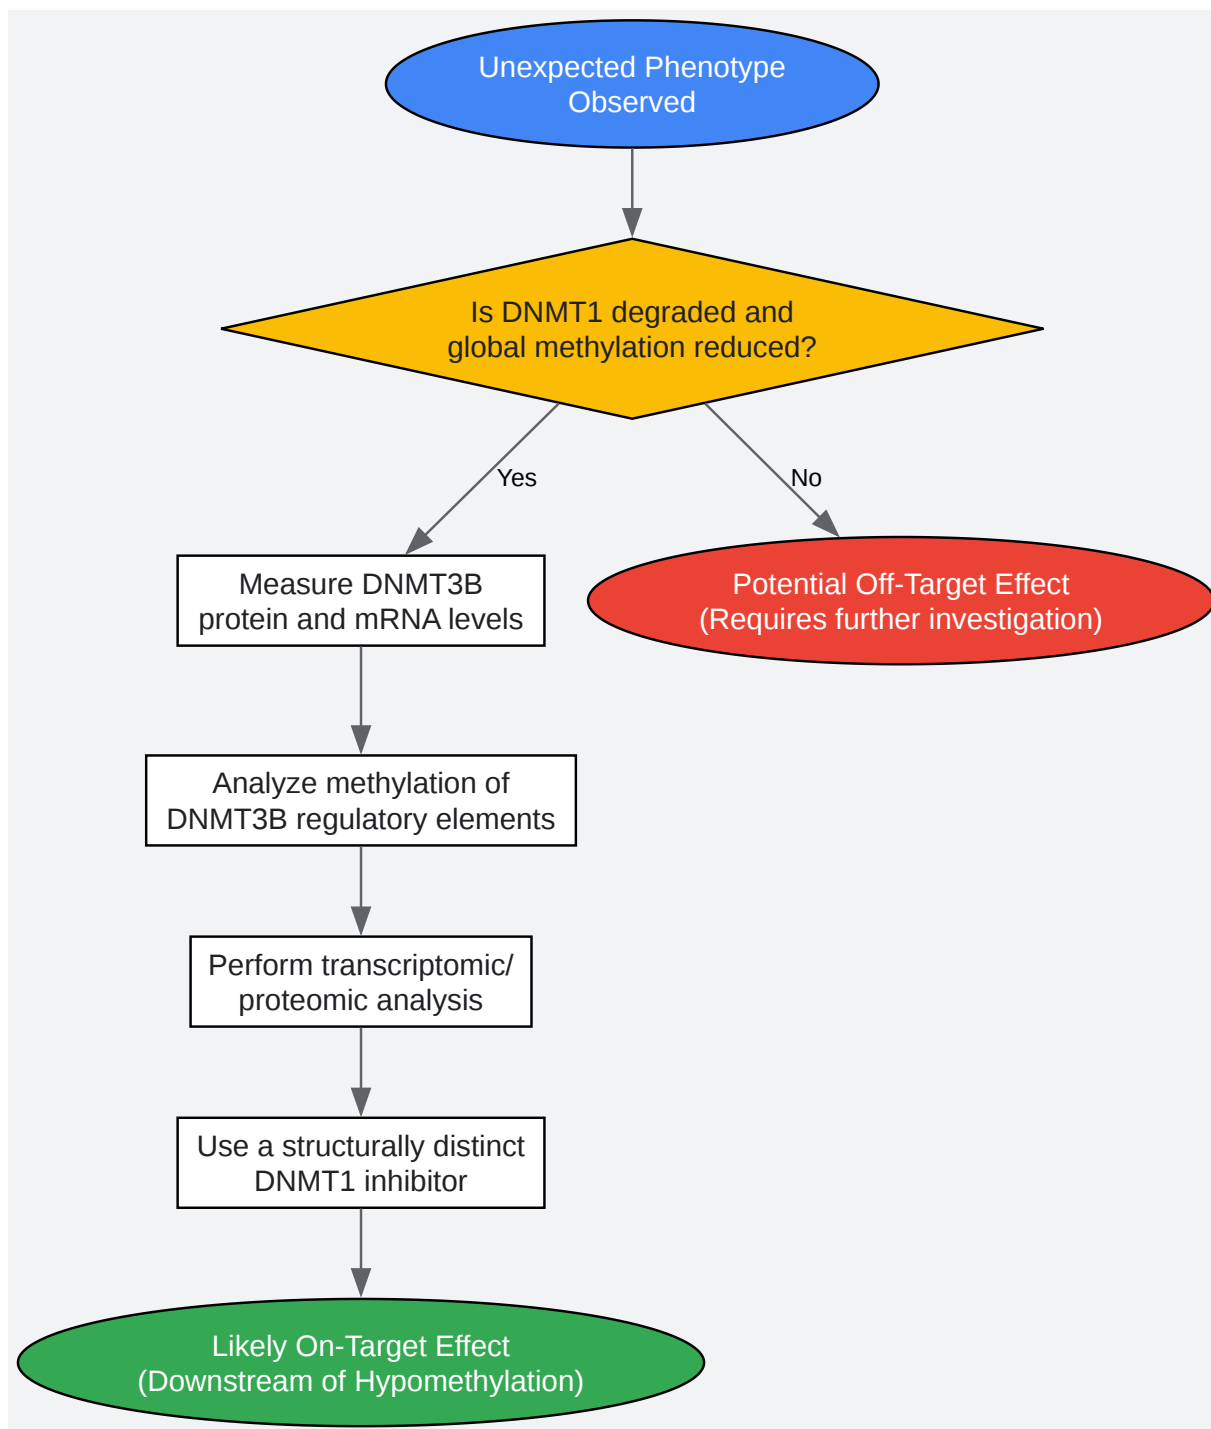 Unexpected Phenotype
Observed
Is DNMT1 degraded and
global methylation reduced?
Yes
No
Measure DNMT3B
protein and mRNA levels
Potential Off-Target Effect
(Requires further investigation)
Analyze methylation of
DNMT3B regulatory elements
Perform transcriptomic/
proteomic analysis
Use a structurally distinct
DNMT1 inhibitor
Likely On-Target Effect
(Downstream of Hypomethylation)